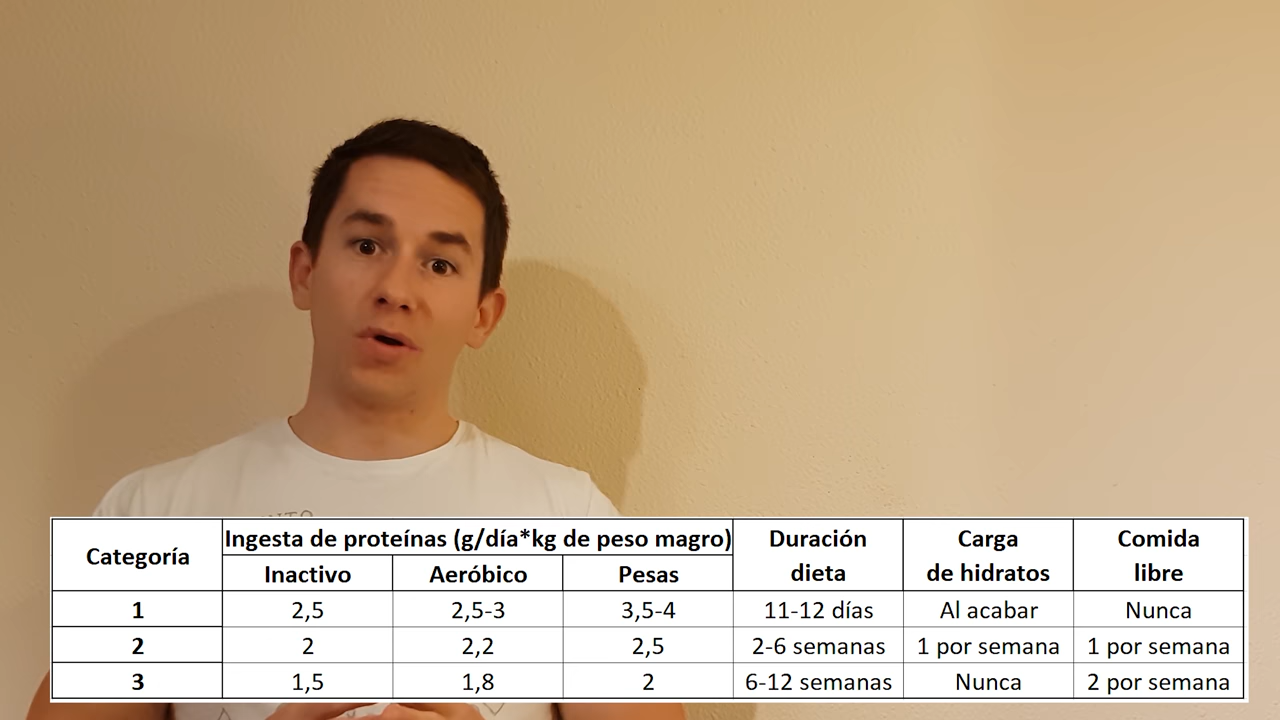 Categoría Ingesta de proteínas (g/día*kg de peso magro) Duración dieta Carga de hidratos Comida libre
Inactivo Aeróbico Pesas
1 2,5 2,5-3 3,5-4 11-12 días Al acabar Nunca
2 2 2,2 2,5 2-6 semanas 1 por semana 1 por semana
3 1,5 1,8 2 6-12 semanas Nunca 2 por semana